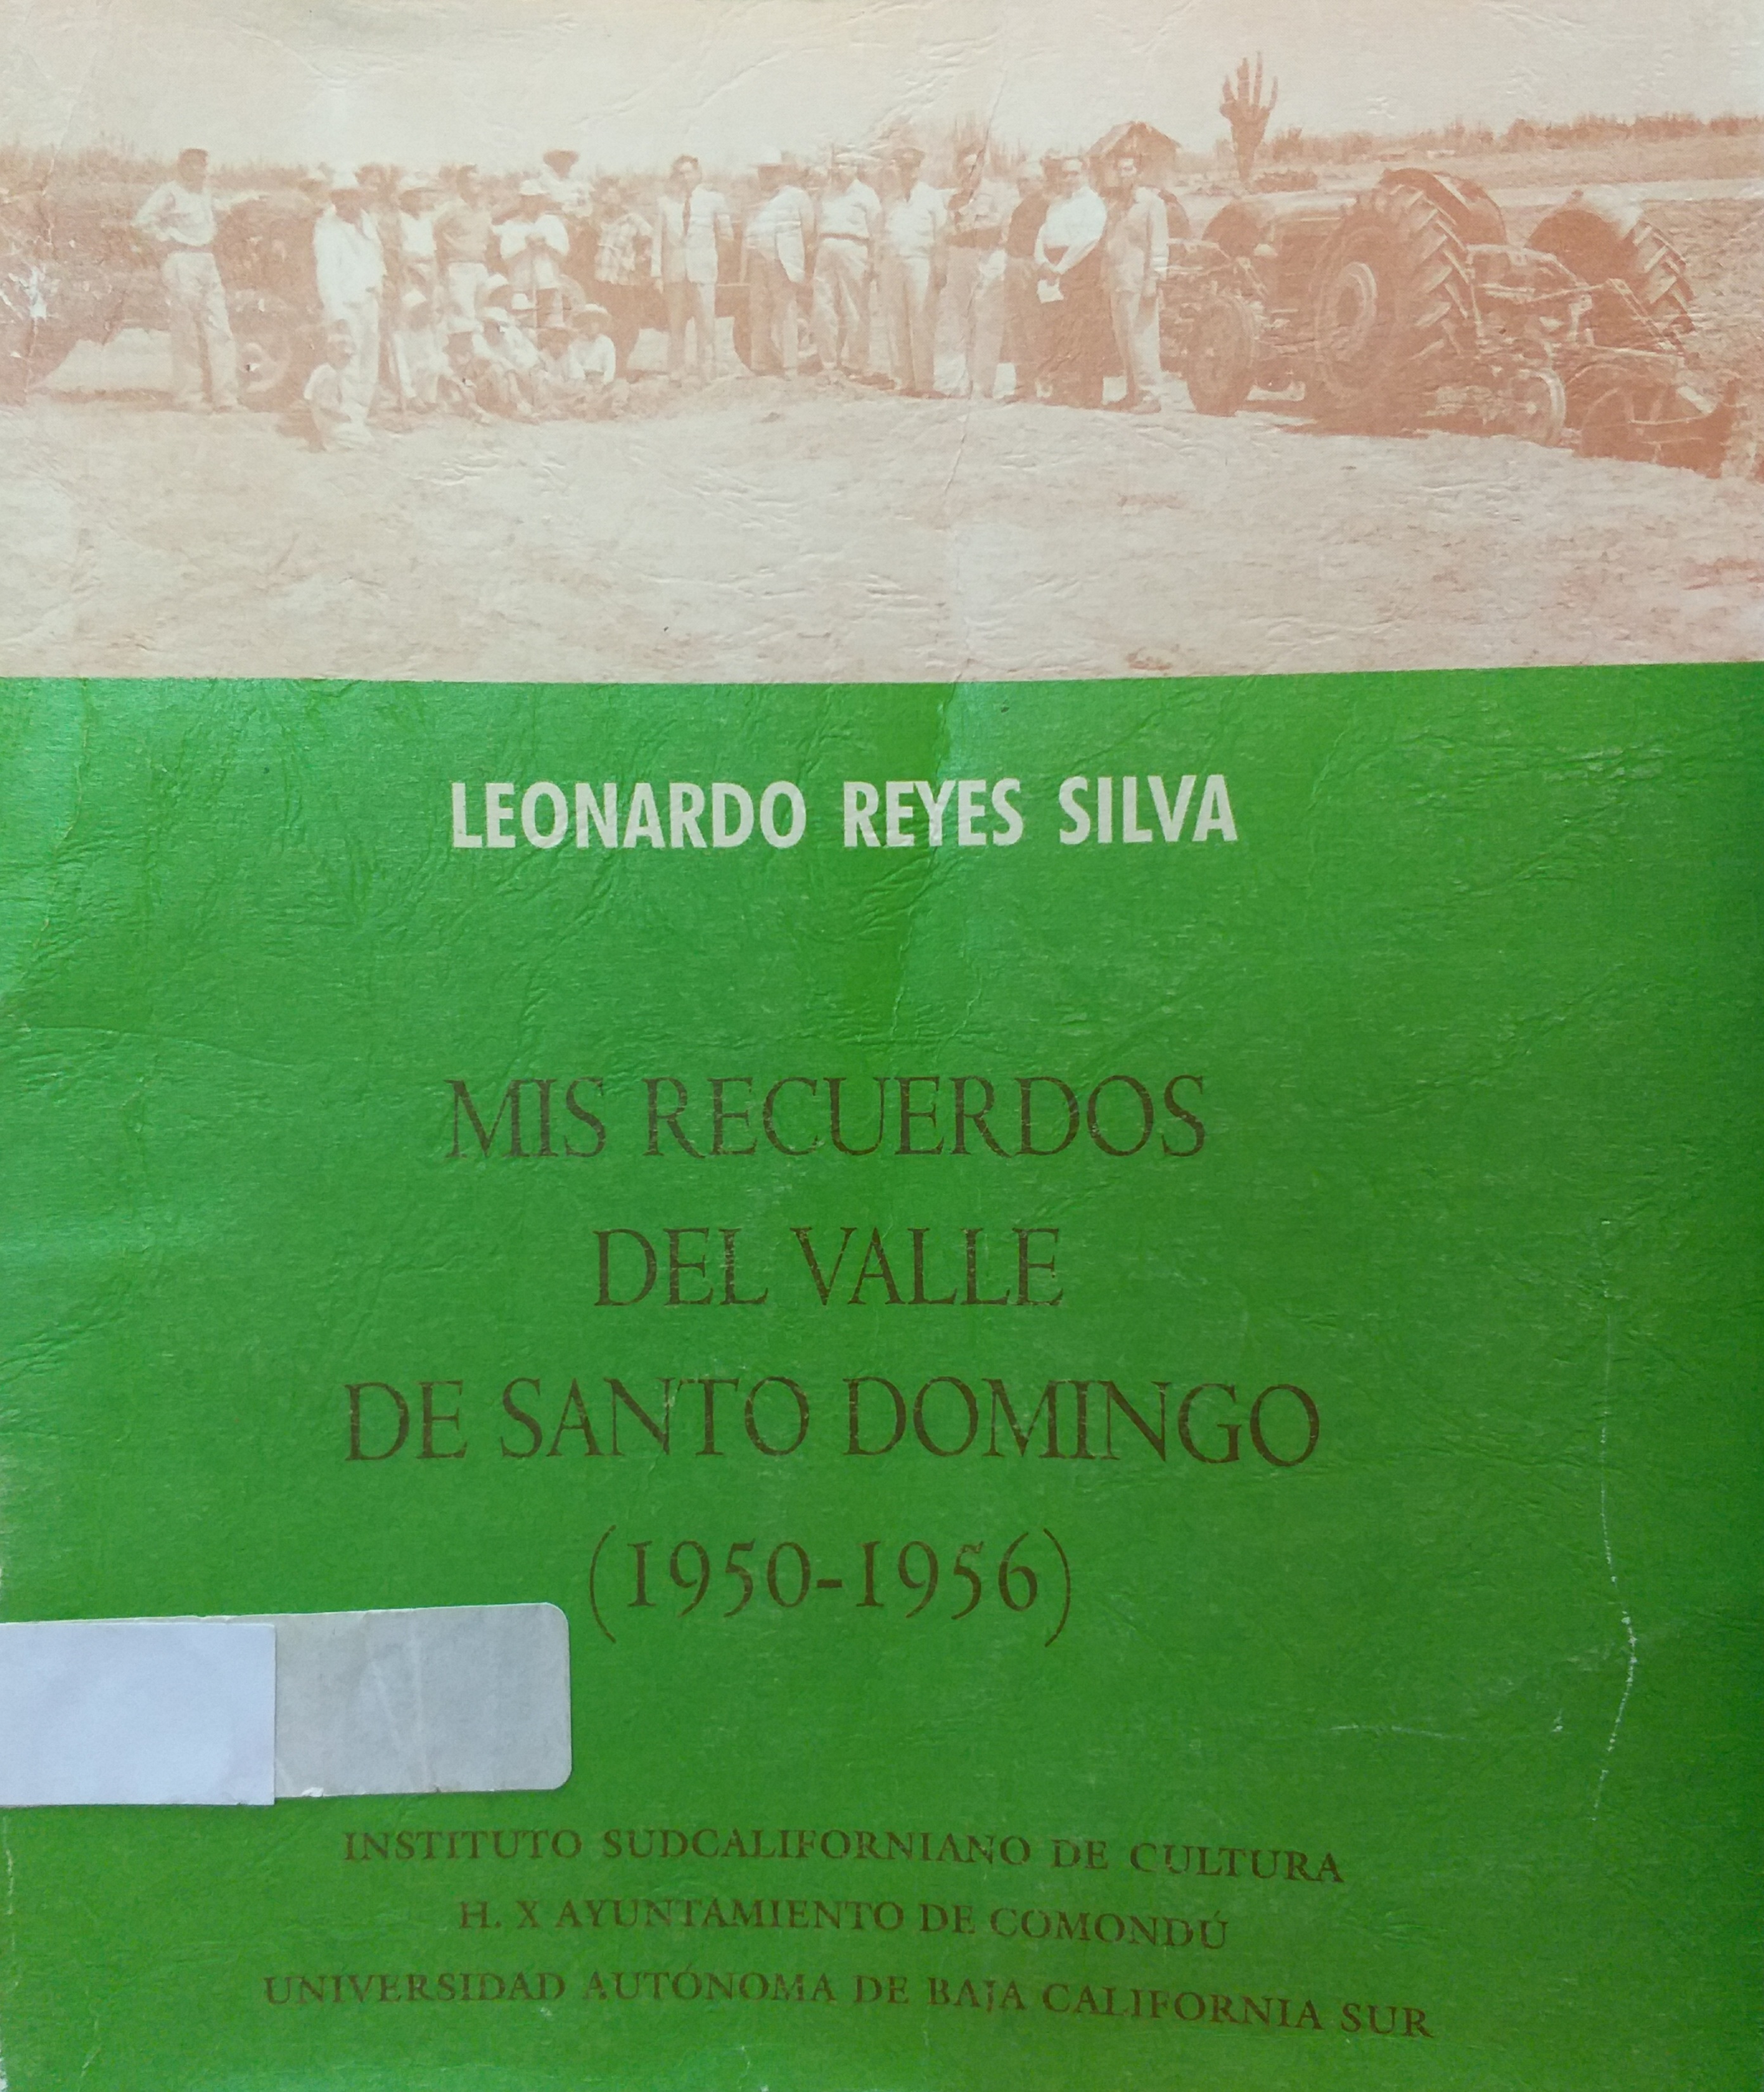 LEONARDO REYES SILVA
MIS RECUERDOS
DEL VALLE
DE SANTO DOMINGO
(1950-1956)
INSTITUTO SUDCALIFORNIANO DE CULTURA
H. X AYUNTAMIENTO DE COMONDÚ
UNIVERSIDAD AUTÓNOMA DE BAJA CALIFORNIA SUR